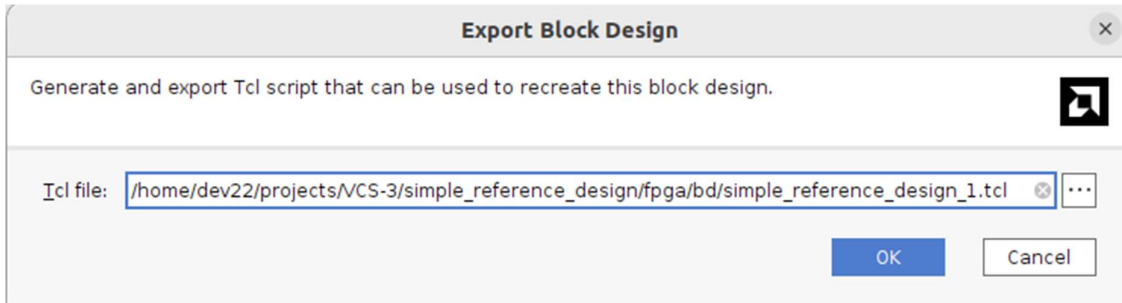 Export Block Design
Generate and export Tcl script that can be used to recreate this block design.
Tcl file: /home/dev22/projects/VCS-3/simple_reference_design/fpga/bd/simple_reference_design_1.tcl ...
OK Cancel